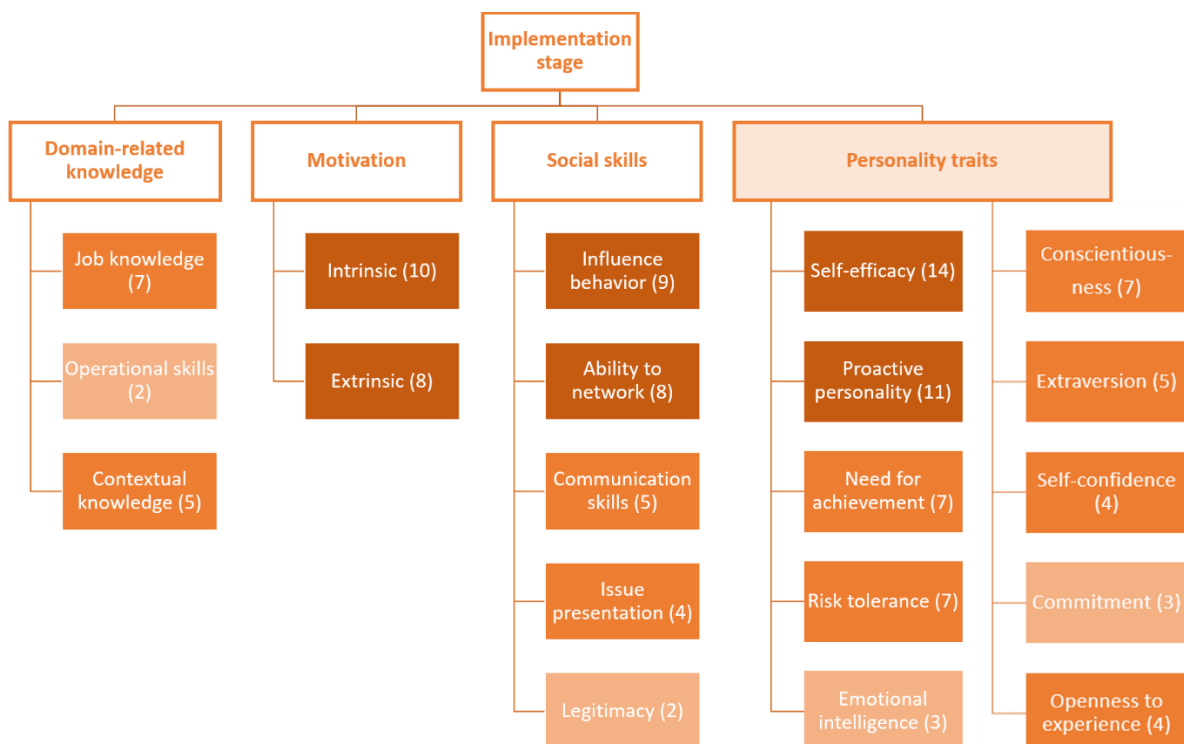 Implementation
stage
Domain-related
knowledge
Motivation
Social skills
Personality traits
Job knowledge
(7)
Operational skills
(2)
Contextual
knowledge (5)
Intrinsic (10)
Extrinsic (8)
Influence
behavior (9)
Ability to
network (8)
Communication
skills (5)
Issue
presentation (4)
Legitimacy (2)
Self-efficacy (14)
Proactive
personality (11)
Need for
achievement (7)
Risk tolerance (7)
Emotional
intelligence (3)
Conscientious-
ness (7)
Extraversion (5)
Self-confidence
(4)
Commitment (3)
Openness to
experience (4)